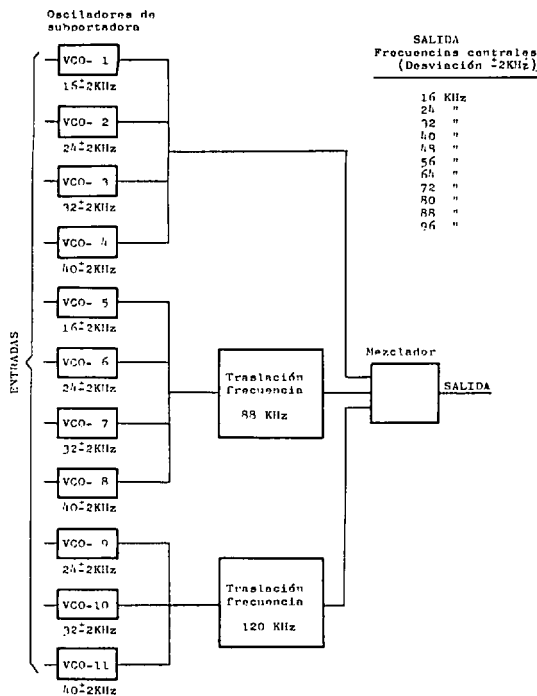 Osciladores de
subportadora
VCO- 1
16±2KHz
VCO- 2
24±2KHz
VCO- 3
32±2KHz
VCO- 4
40±2KHz
VCO- 5
16±2KHz
VCO- 6
24±2KHz
VCO- 7
32±2KHz
VCO- 8
40±2KHz
VCO- 9
24±2KHz
VCO-10
32±2KHz
VCO-11
40±2KHz
ENTRADAS
Traslación
frecuencia
88 KHz
Traslación
frecuencia
120 KHz
Mezclador
SALIDA
SALIDA
Frecuencias centrales
(Desviación ±2KHz)
16 KHz
24 "
32 "
40 "
48 "
56 "
64 "
72 "
80 "
88 "
96 "